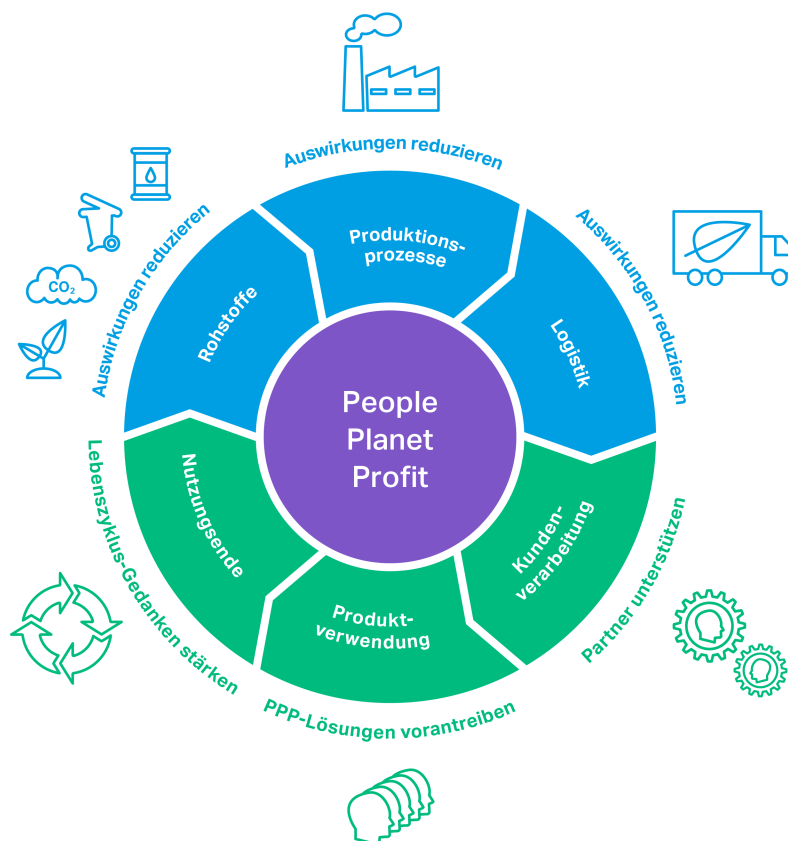 Auswirkungen reduzieren
Produktions-
prozesse
Auswirkungen reduzieren
Logistik
Partner unterstützen
Kunden-
verarbeitung
PPP-Lösungen vorantreiben
Produkt-
verwendung
Lebenszyklus-Gedanken stärken
Nutzungsende
Auswirkungen reduzieren
Rohstoffe
CO₂
People
Planet
Profit